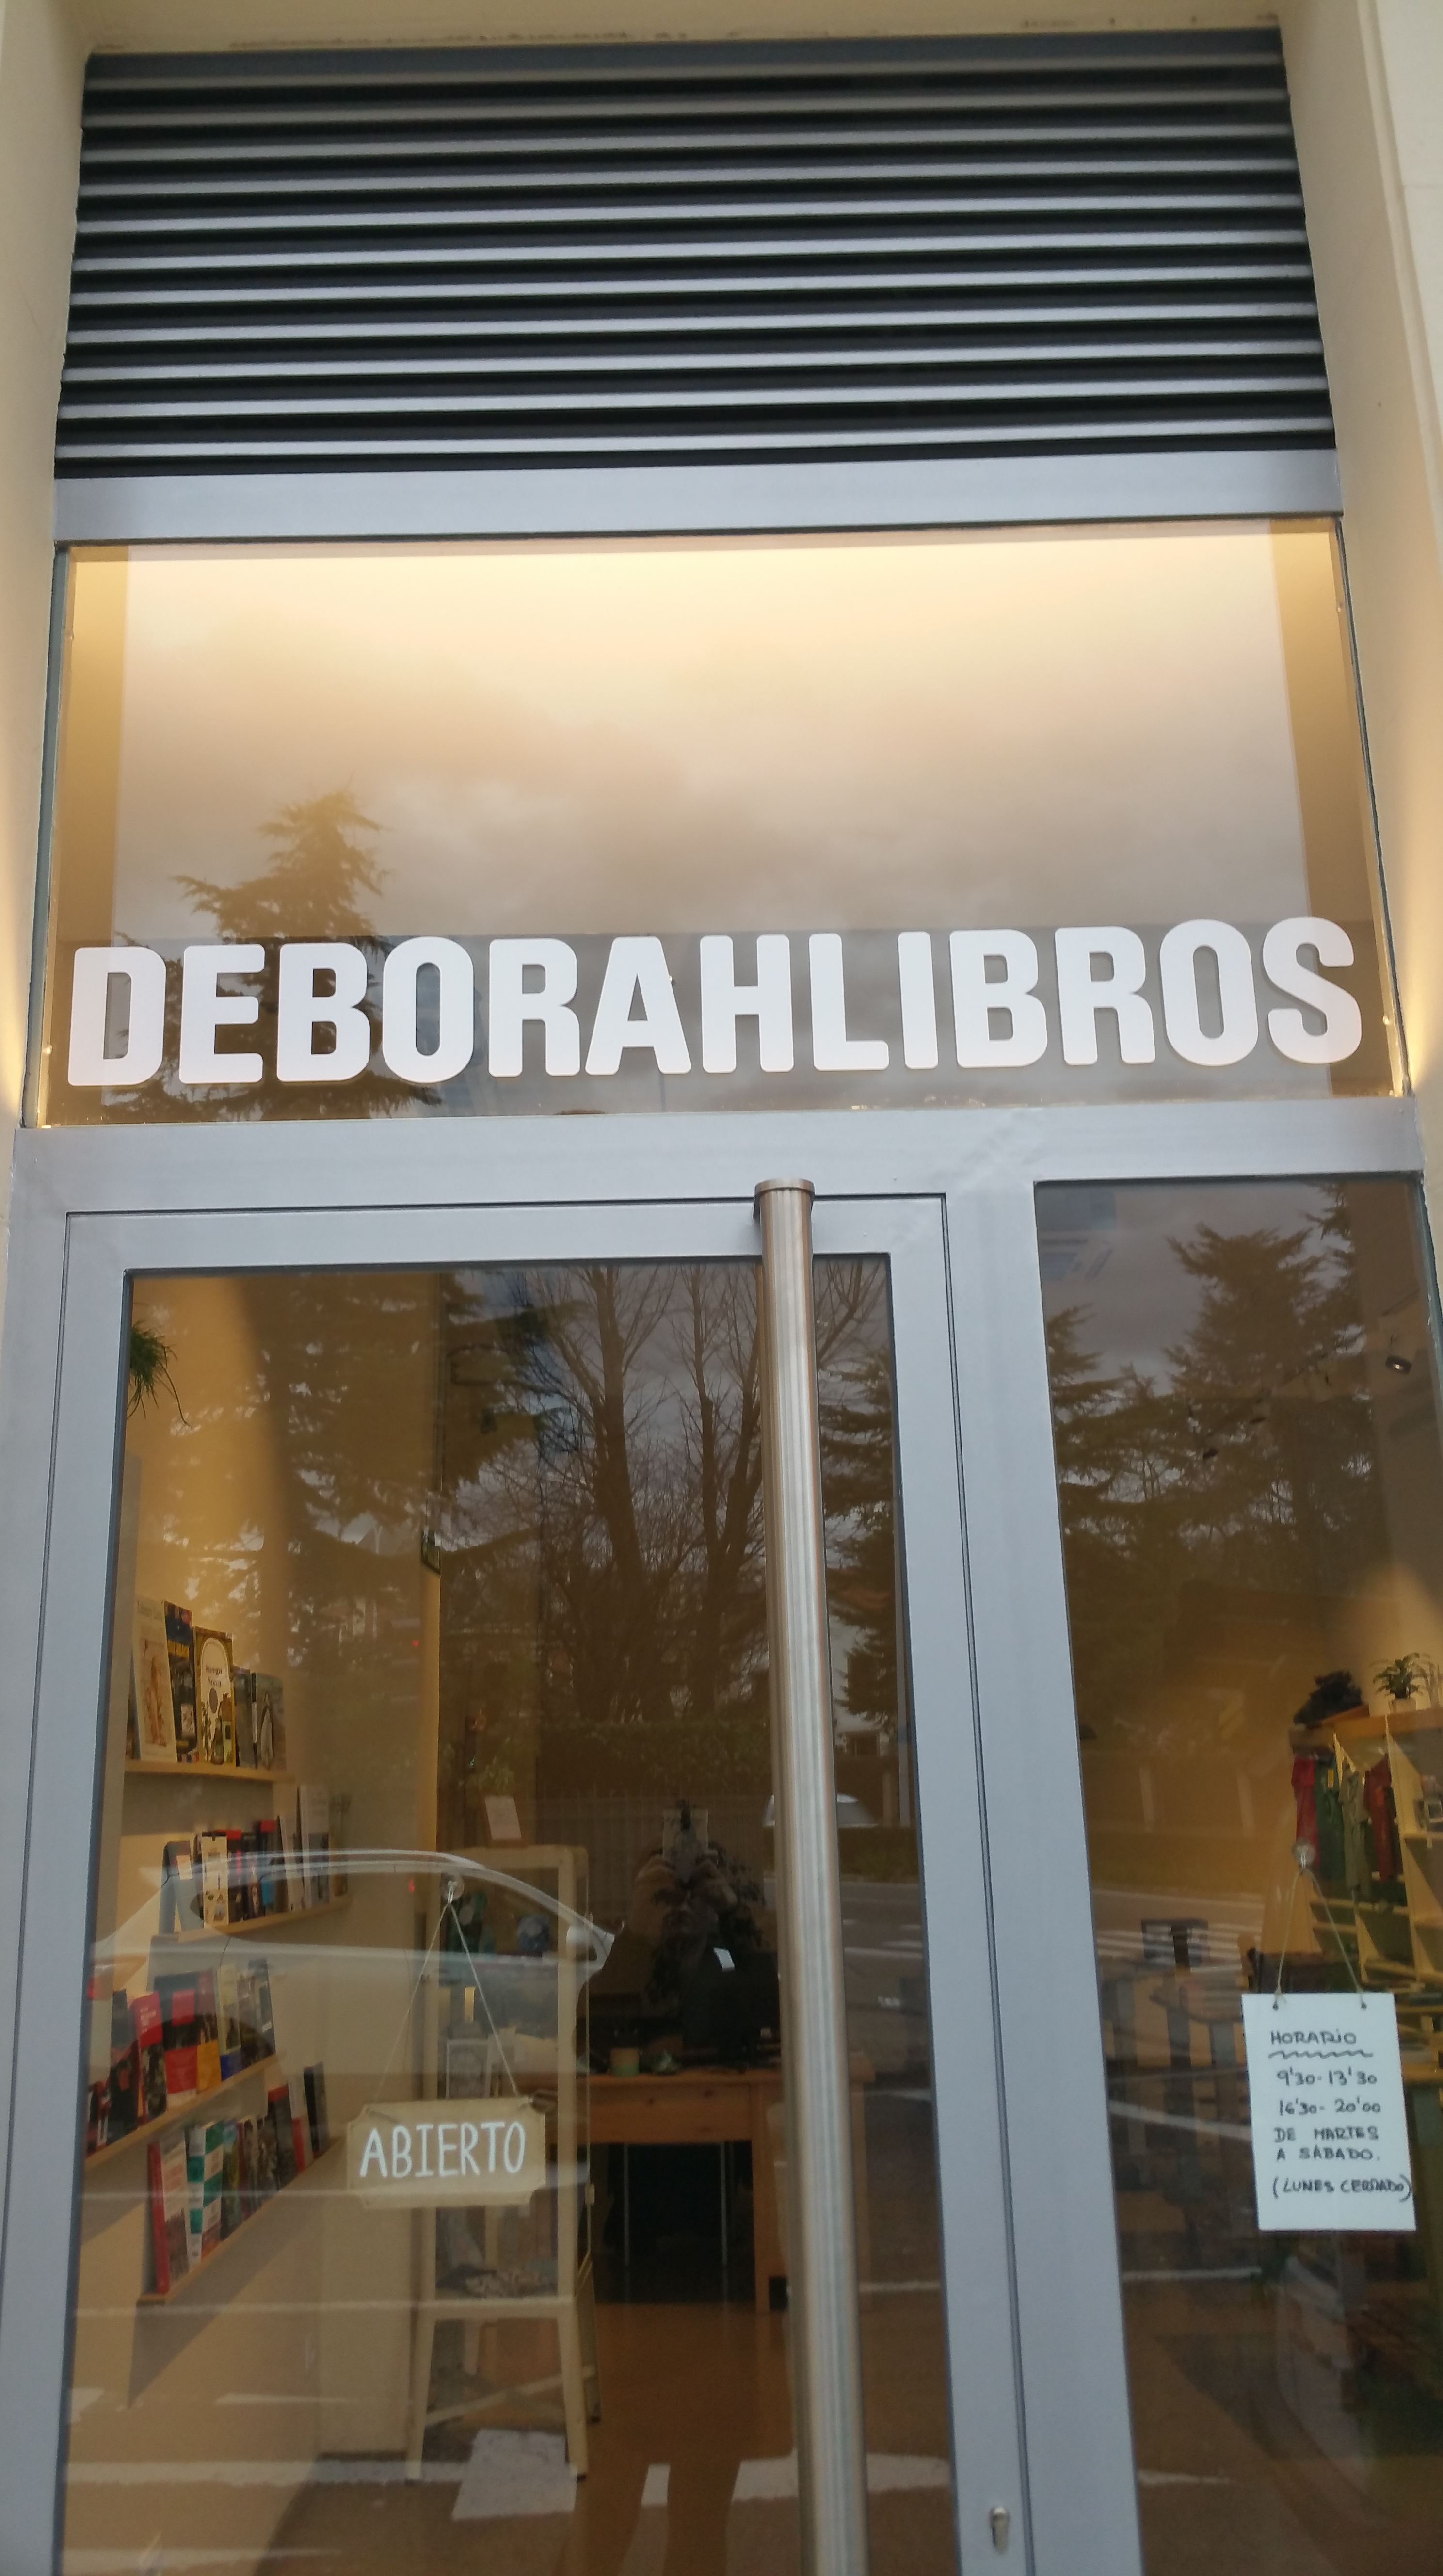 DEBORAHLIBROS
ABIERTO
HORARIO
9'30-13'30
16'30-20'00
DE MARTES
A SÁBADO.
(LUNES CERRADO)